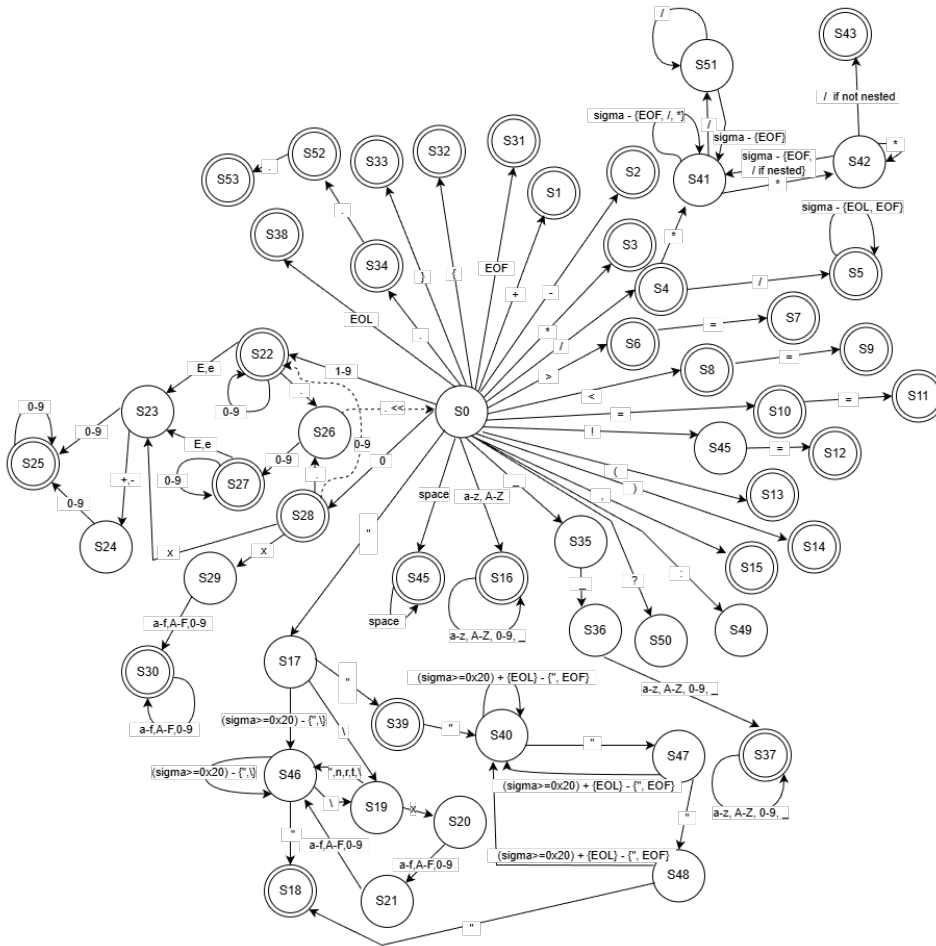 /
S43
S51
/ if not nested
sigma - {EOF, /, *}
/
sigma - {EOF}
*
sigma - {EOF,
/ if nested}
S42
S41
*
S31
S32
S52
S33
S53
.
S1
S2
sigma - {EOL, EOF}
S38
.
S34
}
{
EOF
+
-
S3
*
S4
/
S5
EOL
.
*
/
S6
=
S7
>
S22
1-9
<
S8
=
S9
E,e
0-9
S23
0-9
.
. <<
S0
=
S10
=
S11
S26
0-9
!
S45
=
S12
0-9
E,e
0-9
0
S25
0-9
S27
(
S13
+,-
.
)
0-9
S28
,
S14
S24
x
x
"
space
a-z, A-Z
_
S35
S15
S29
S45
S16
_
?
:
a-f,A-F,0-9
space
a-z, A-Z, 0-9, _
S36
S50
S49
S17
S30
"
(sigma>=0x20) + {EOL} - {", EOF}
a-z, A-Z, 0-9, _
a-f,A-F,0-9
(sigma>=0x20) - {",\}
\
S39
"
S40
"
S47
S37
(sigma>=0x20) - {",\}
S46
",n,r,t,\
(sigma>=0x20) + {EOL} - {", EOF}
\
S19
x
S20
a-z, A-Z, 0-9, _
"
"
a-f,A-F,0-9
(sigma>=0x20) + {EOL} - {", EOF}
a-f,A-F,0-9
S18
S21
S48
"